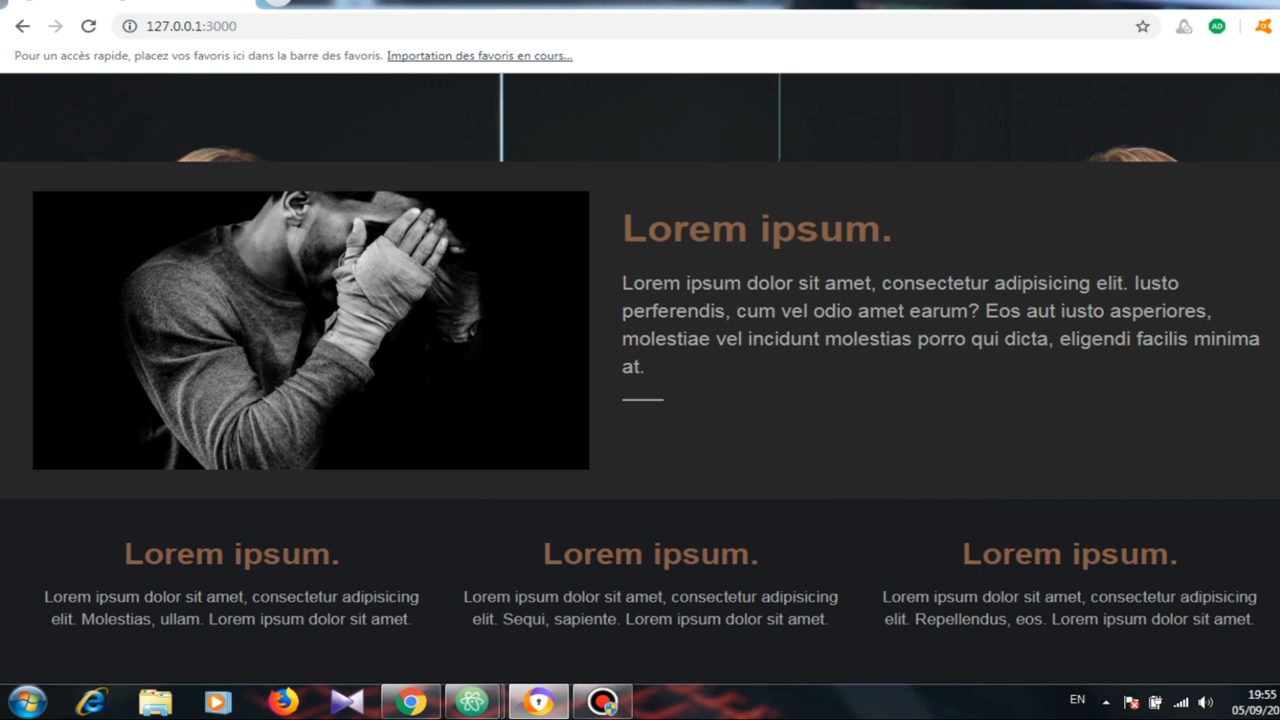 127.0.0.1:3000
AD
Pour un accès rapide, placez vos favoris ici dans la barre des favoris. Importation des favoris en cours...
Lorem ipsum.
Lorem ipsum dolor sit amet, consectetur adipisicing elit. Iusto
perferendis, cum vel odio amet earum? Eos aut iusto asperiores,
molestiae vel incidunt molestias porro qui dicta, eligendi facilis minima
at.
Lorem ipsum.
Lorem ipsum dolor sit amet, consectetur adipisicing
elit. Molestias, ullam. Lorem ipsum dolor sit amet.
Lorem ipsum.
Lorem ipsum dolor sit amet, consectetur adipisicing
elit. Sequi, sapiente. Lorem ipsum dolor sit amet.
Lorem ipsum.
Lorem ipsum dolor sit amet, consectetur adipisicing
elit. Repellendus, eos. Lorem ipsum dolor sit amet.
EN
19:55
05/09/20